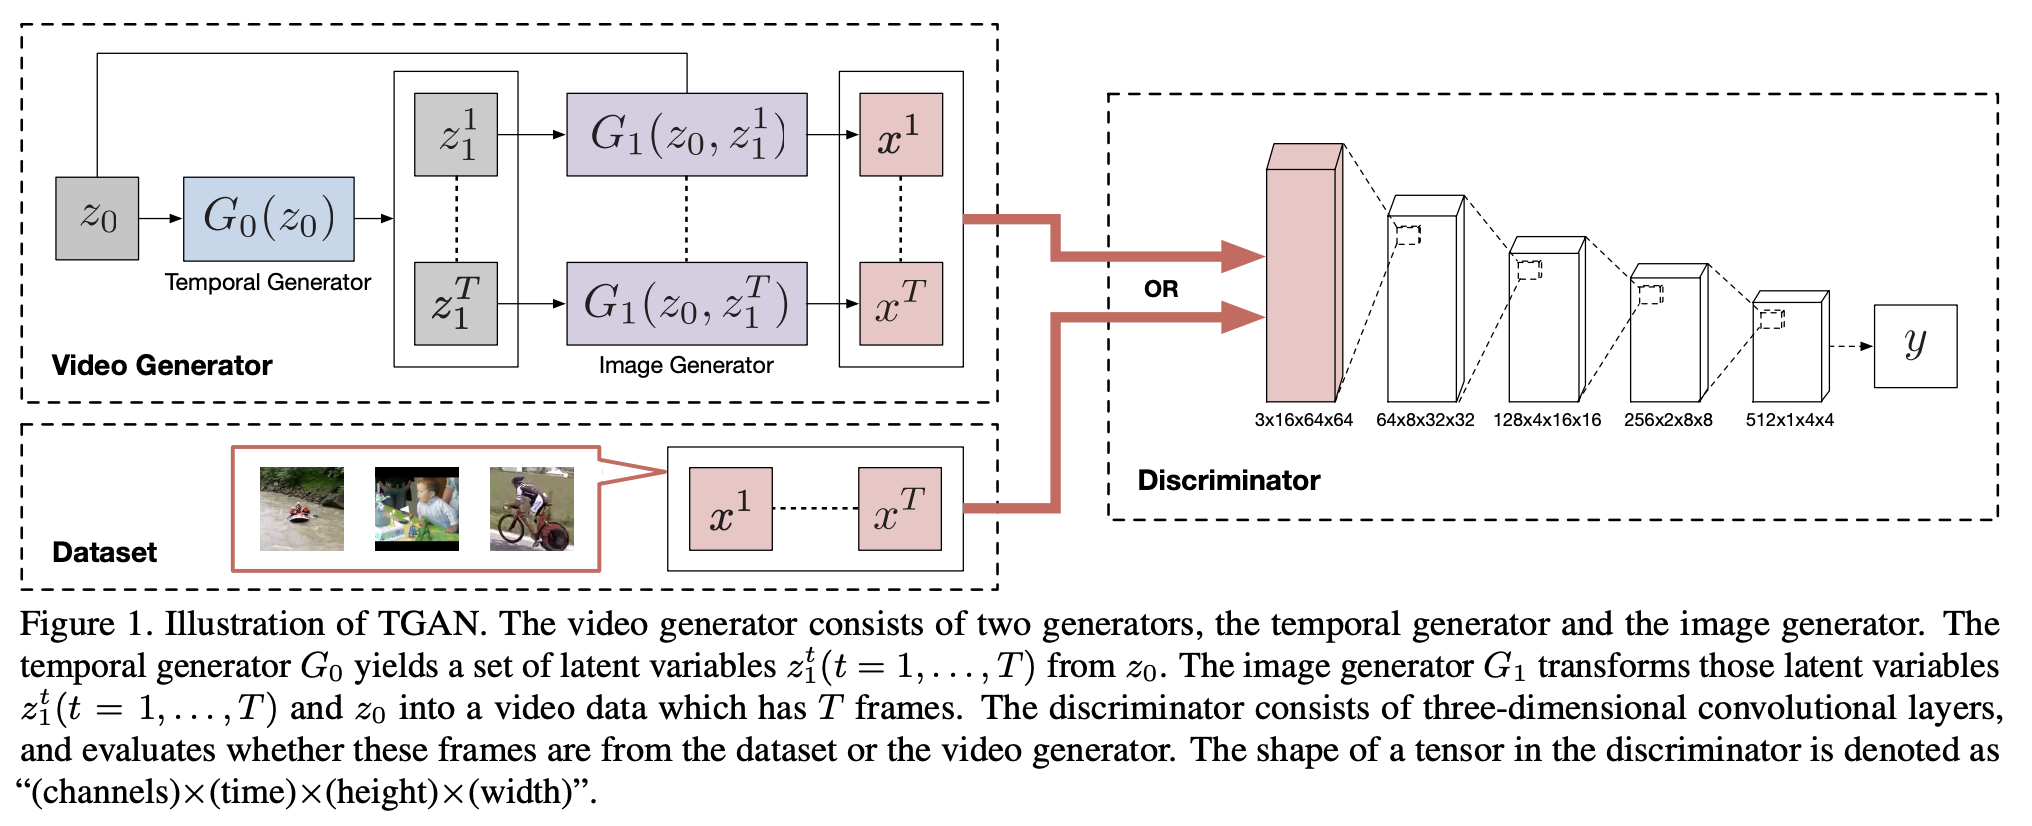 z_0
G_0(z_0)
Temporal Generator
z_1^1
z_1^T
G_1(z_0, z_1^1)
G_1(z_0, z_1^T)
Image Generator
x^1
x^T
Video Generator
Dataset
x^1
x^T
OR
3x16x64x64
64x8x32x32
128x4x16x16
256x2x8x8
512x1x4x4
y
Discriminator
Figure 1. Illustration of TGAN. The video generator consists of two generators, the temporal generator and the image generator. The
temporal generator G_0 yields a set of latent variables z_1^t(t = 1, . . . , T) from z_0. The image generator G_1 transforms those latent variables
z_1^t(t = 1, . . . , T) and z_0 into a video data which has T frames. The discriminator consists of three-dimensional convolutional layers,
and evaluates whether these frames are from the dataset or the video generator. The shape of a tensor in the discriminator is denoted as
“(channels)×(time)×(height)×(width)”.